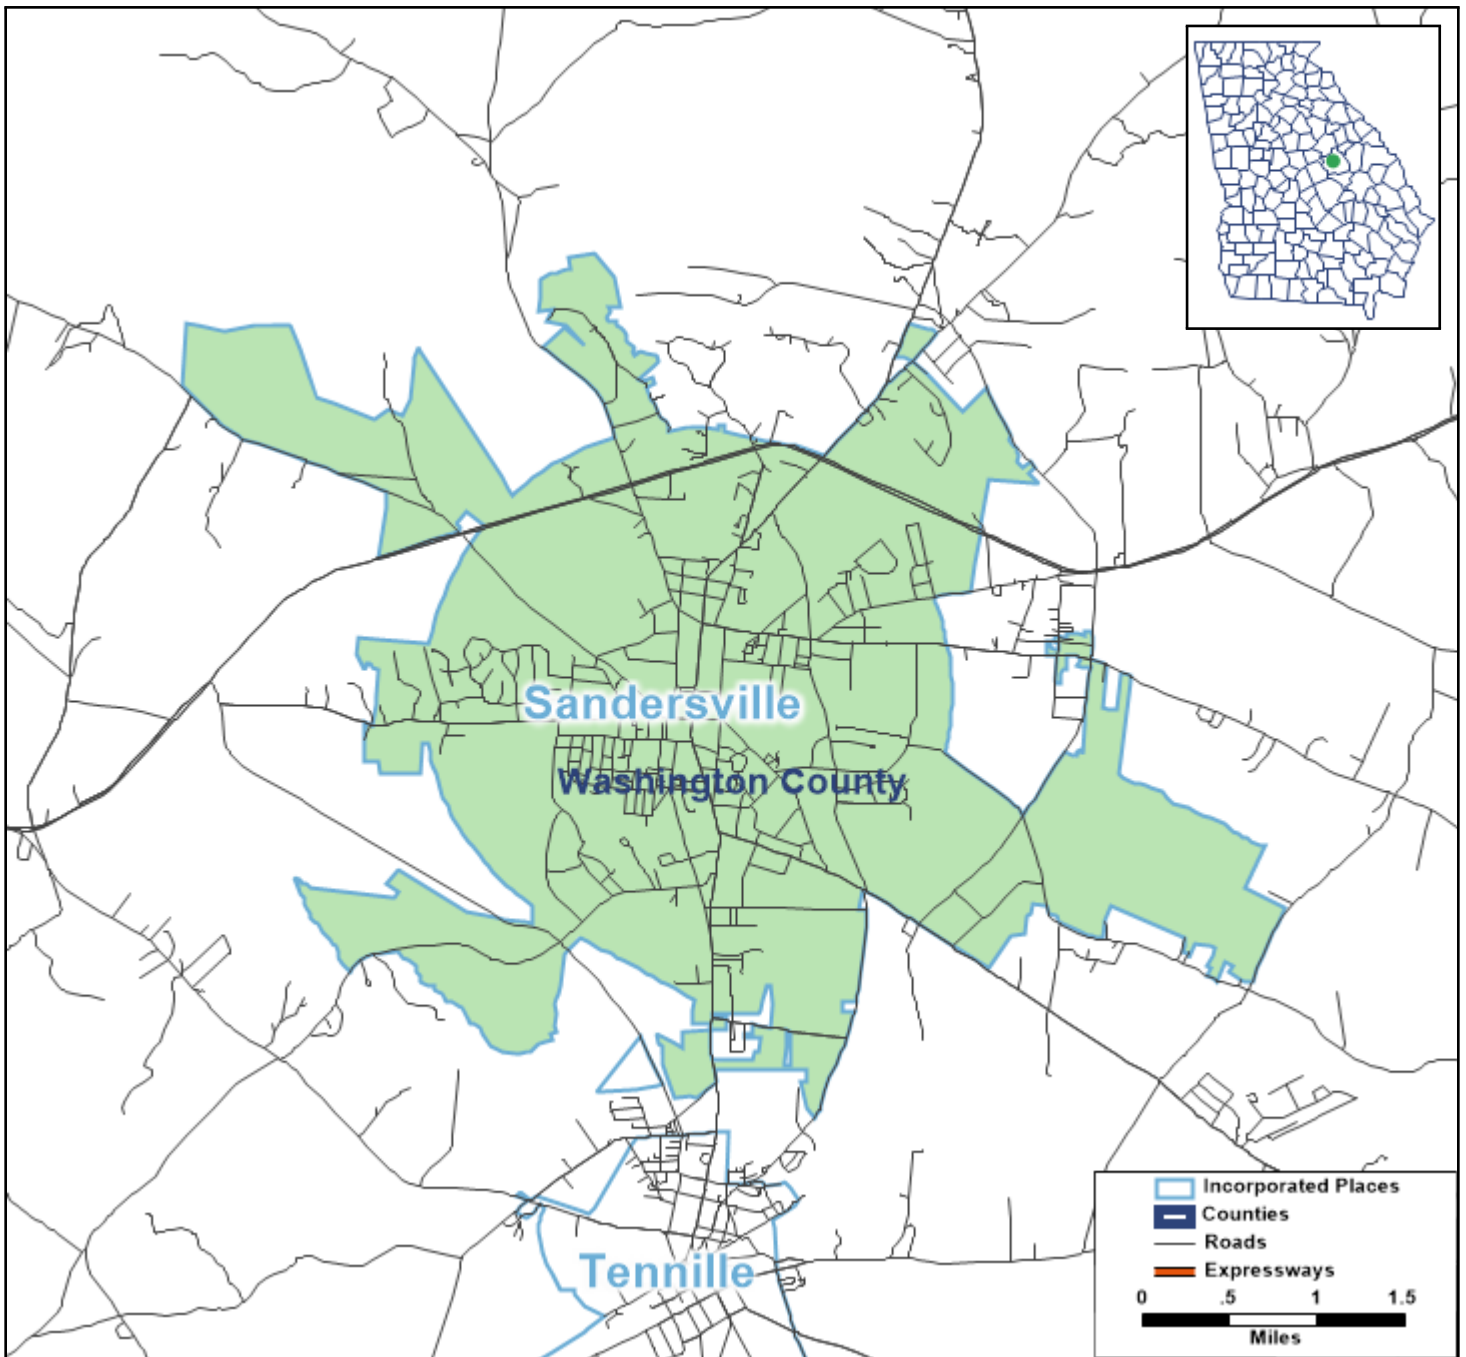 Sandersville
Washington County
Tennille
Incorporated Places
Counties
Roads
Expressways
0 .5 1 1.5
Miles